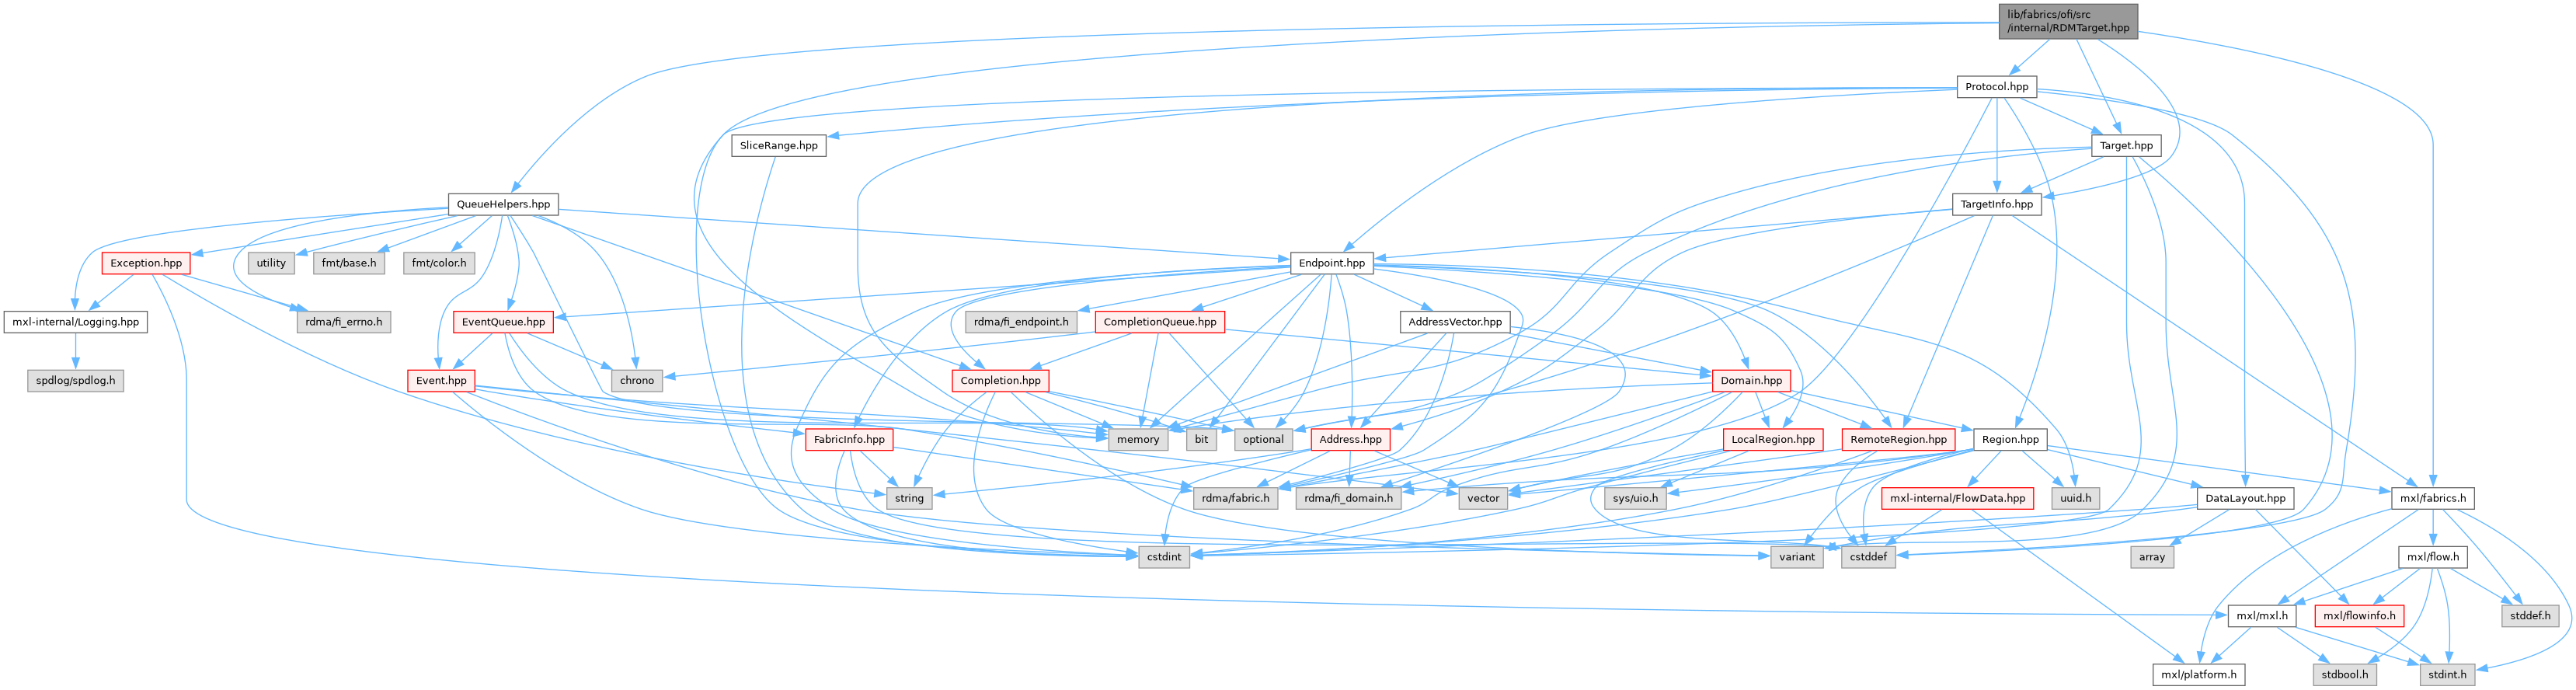 lib/fabrics/ofi/src
/internal/RDMTarget.hpp
Protocol.hpp
SliceRange.hpp
Target.hpp
QueueHelpers.hpp
TargetInfo.hpp
Exception.hpp
utility
fmt/base.h
fmt/color.h
Endpoint.hpp
mxl-internal/Logging.hpp
rdma/fi_errno.h
EventQueue.hpp
rdma/fi_endpoint.h
CompletionQueue.hpp
AddressVector.hpp
spdlog/spdlog.h
Event.hpp
chrono
Completion.hpp
Domain.hpp
FabricInfo.hpp
memory
bit
optional
Address.hpp
LocalRegion.hpp
RemoteRegion.hpp
Region.hpp
string
rdma/fabric.h
rdma/fi_domain.h
vector
sys/uio.h
mxl-internal/FlowData.hpp
uuid.h
DataLayout.hpp
mxl/fabrics.h
cstdint
variant
cstddef
array
mxl/flow.h
mxl/mxl.h
mxl/flowinfo.h
stddef.h
mxl/platform.h
stdbool.h
stdint.h